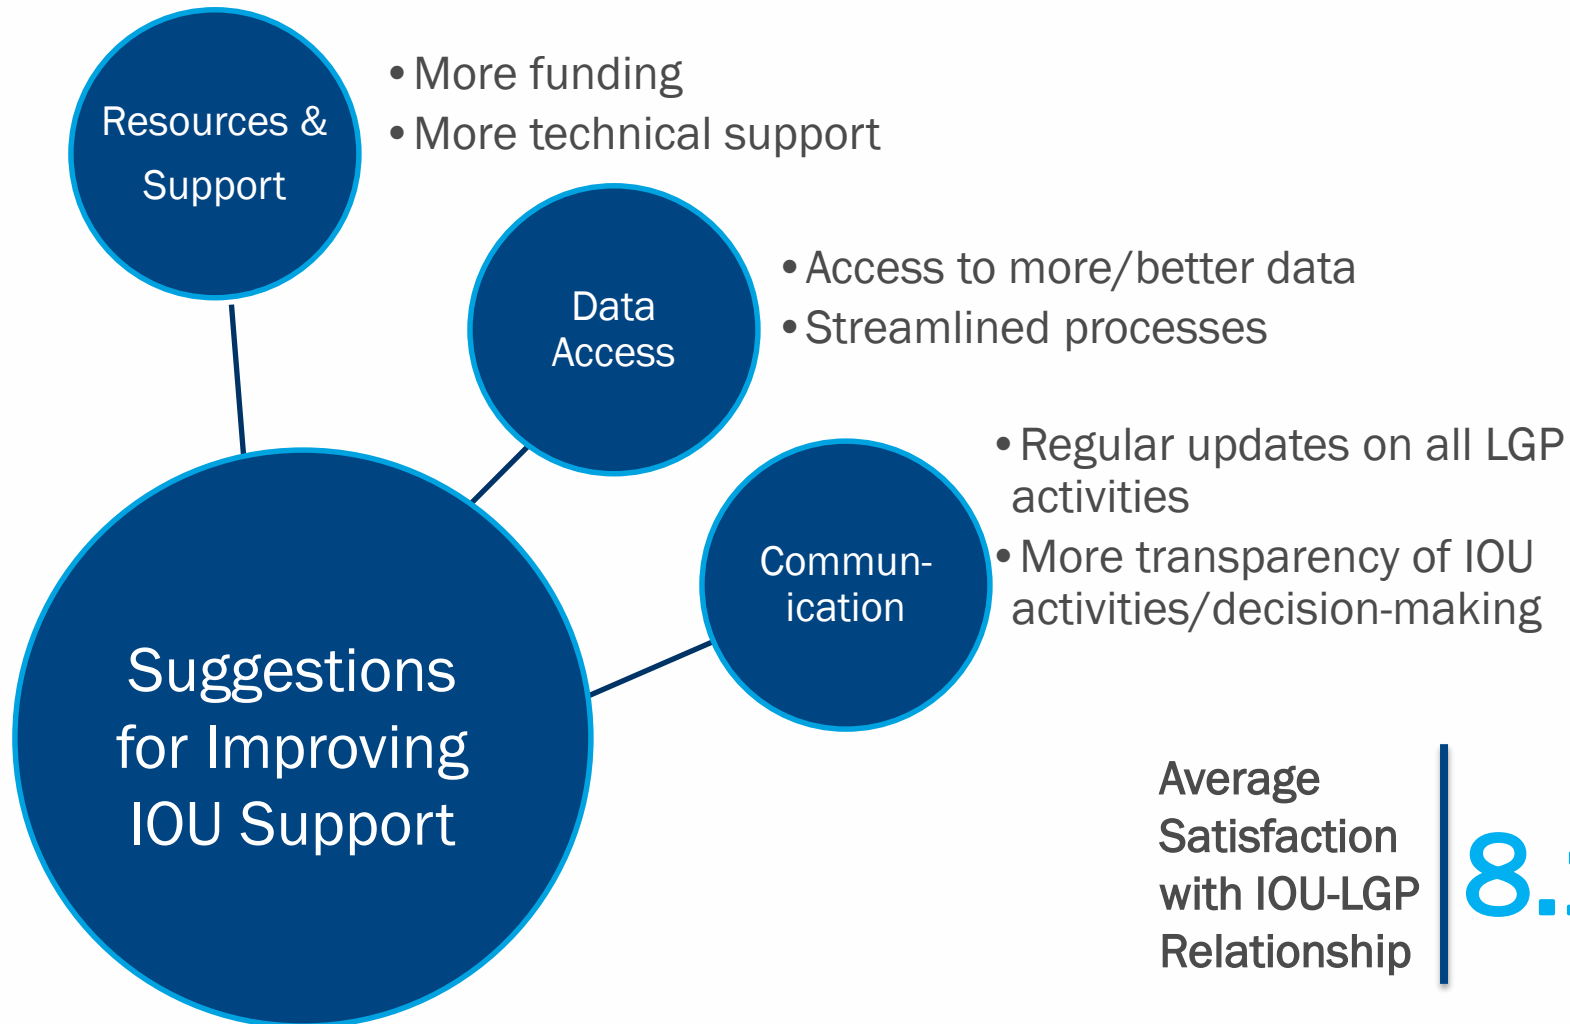 Resources &
Support
• More funding
• More technical support
Data
Access
• Access to more/better data
• Streamlined processes
Commun-
ication
• Regular updates on all LGP
activities
• More transparency of IOU
activities/decision-making
Suggestions
for Improving
IOU Support
Average
Satisfaction
with IOU-LGP
Relationship
8.